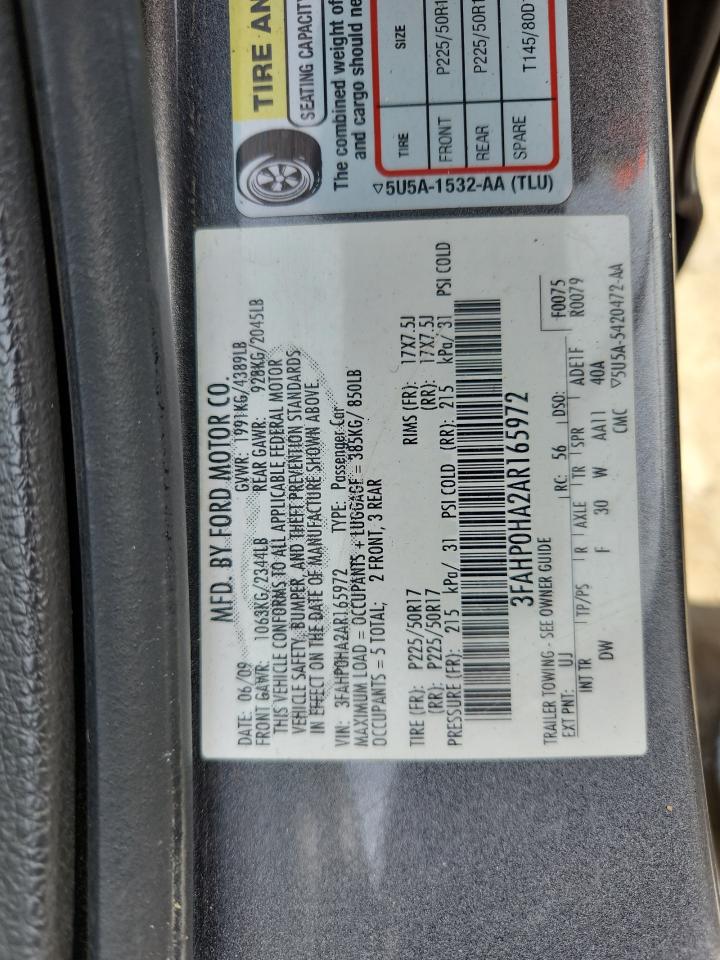 MFD. BY FORD MOTOR CO.
DATE: 06/09 GVWR: 1991KG/4389LB
FRONT GAWR: 1063KG/2344LB REAR GAWR: 928KG/2045LB
THIS VEHICLE CONFORMS TO ALL APPLICABLE FEDERAL MOTOR
VEHICLE SAFETY, BUMPER, AND THEFT PREVENTION STANDARDS
IN EFFECT ON THE DATE OF MANUFACTURE SHOWN ABOVE.
VIN: 3FAHP0HA2AR165972 TYPE: Passenger Car
MAXIMUM LOAD = OCCUPANTS + LUGGAGE = 385KG/ 850LB
OCCUPANTS = 5 TOTAL; 2 FRONT, 3 REAR
TIRE (FR): P225/50R17 RIMS (FR): 17X7.5J
(RR): P225/50R17 (RR): 17X7.5J
PRESSURE (FR): 215 kPa/ 31 PSI COLD (RR): 215 kPa/ 31 PSI COLD
3FAHP0HA2AR165972
TRAILER TOWING - SEE OWNER GUIDE F0075
EXT PNT: UJ RC: 56 DSO: R0079
INT TR TP/PS R AXLE TR SPR ADE1F
DW F 30 W AA11 40A
CMC ▽5U5A-5420472-AA
TIRE AN
SEATING CAPACITY
The combined weight of
and cargo should ne
TIRE SIZE
FRONT P225/50R1
REAR P225/50R1
SPARE T145/80D
▽5U5A-1532-AA (TLU)